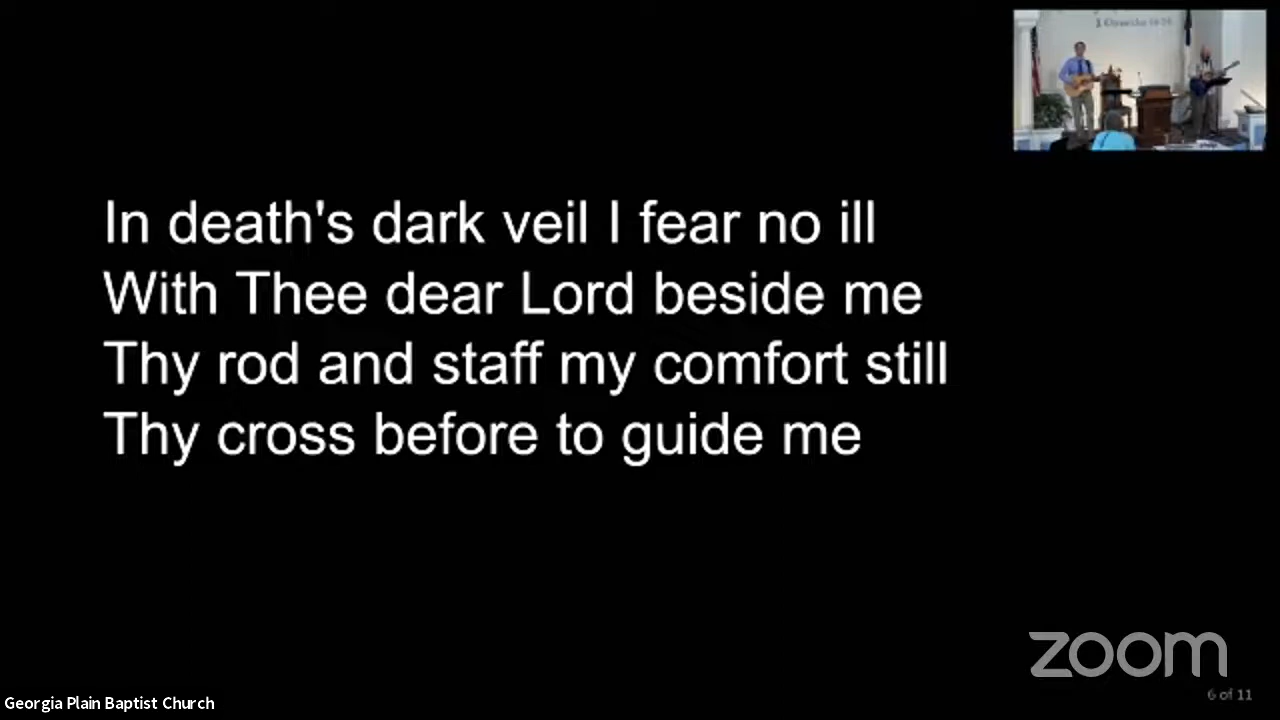 In death's dark veil I fear no ill
With Thee dear Lord beside me
Thy rod and staff my comfort still
Thy cross before to guide me
zoom
6 of 11
Georgia Plain Baptist Church